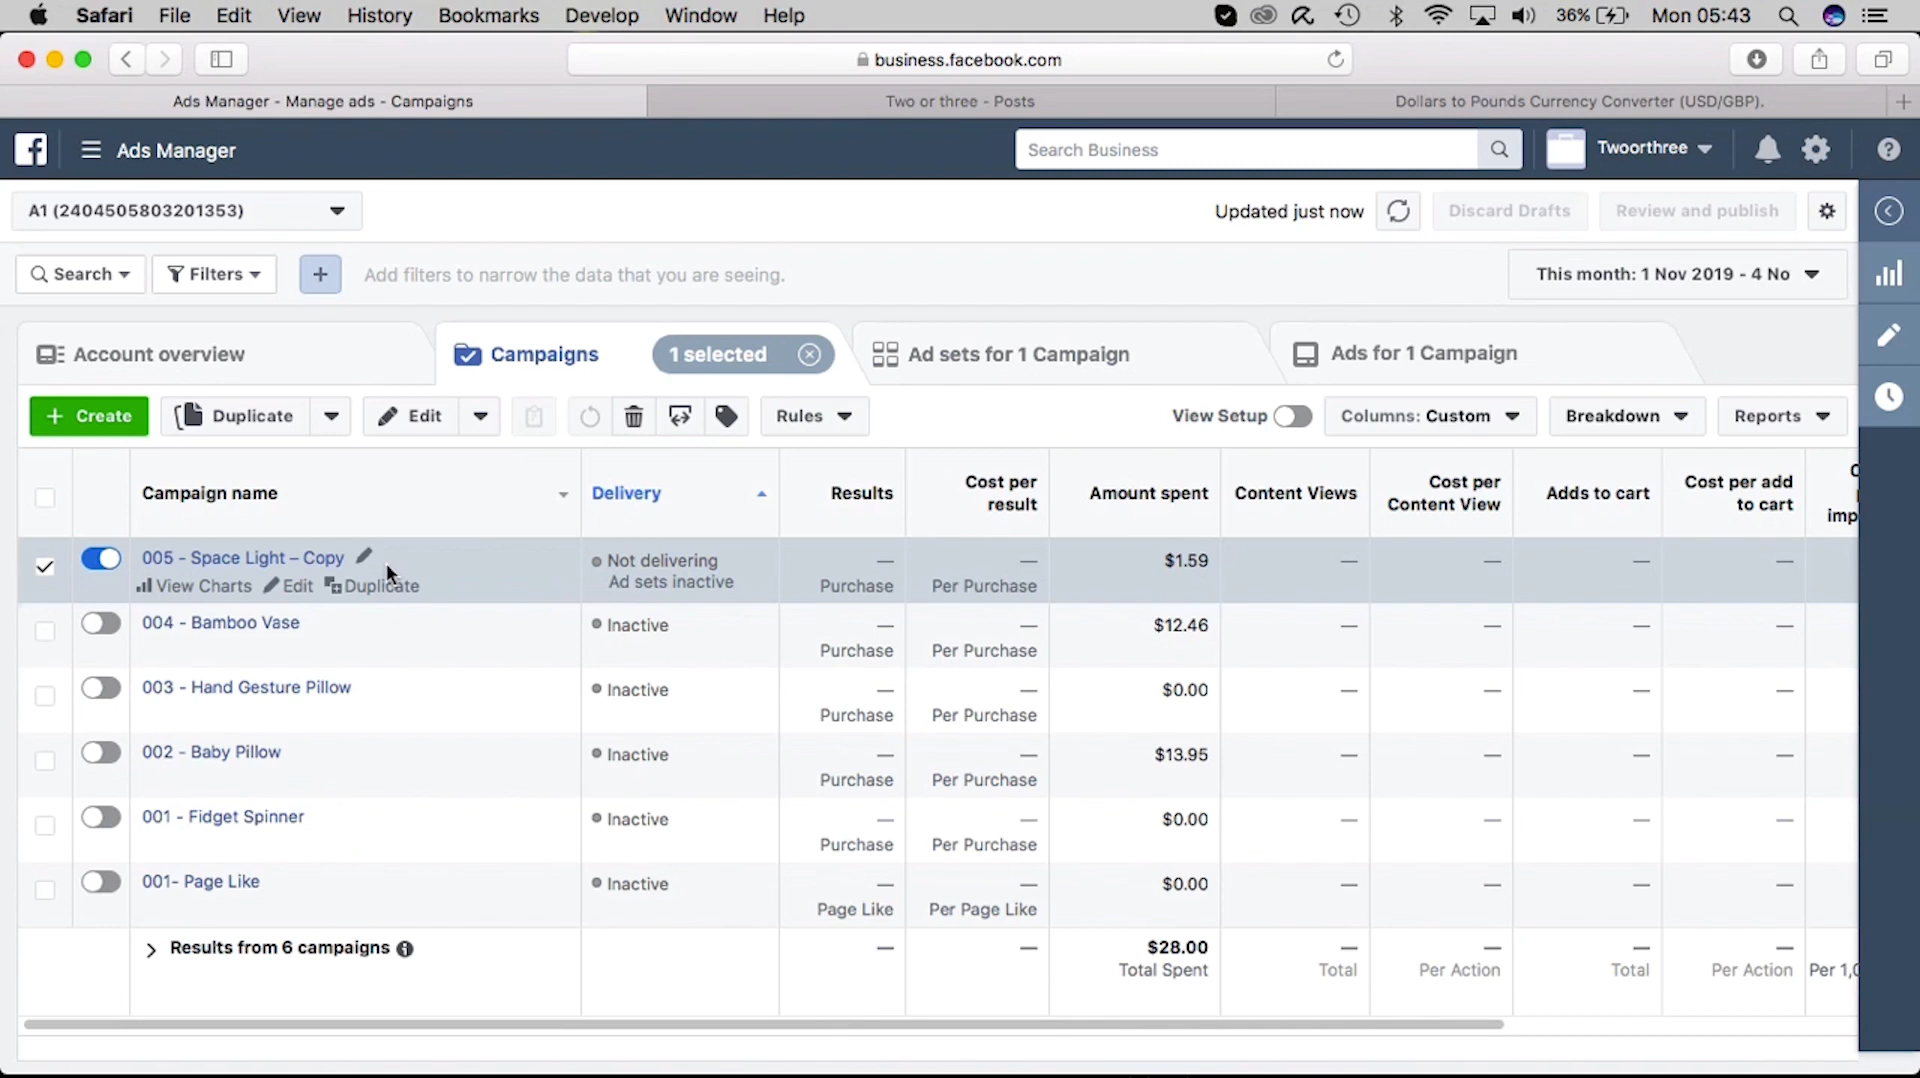 Safari File Edit View History Bookmarks Develop Window Help 36% Mon 05:43
business.facebook.com
Ads Manager - Manage ads - Campaigns Two or three - Posts Dollars to Pounds Currency Converter (USD/GBP).
Ads Manager Search Business Twoorthree
A1 (2404505803201353) Updated just now Discard Drafts Review and publish
Search Filters + Add filters to narrow the data that you are seeing. This month: 1 Nov 2019 - 4 No
Account overview Campaigns 1 selected Ad sets for 1 Campaign Ads for 1 Campaign
+ Create Duplicate Edit Rules View Setup Columns: Custom Breakdown Reports
Campaign name Delivery Results Cost per result Amount spent Content Views Cost per Content View Adds to cart Cost per add to cart C imp
005 - Space Light – Copy Not delivering — — $1.59 — — — —
View Charts Edit Duplicate Ad sets inactive Purchase Per Purchase
004 - Bamboo Vase Inactive — — $12.46 — — — —
Purchase Per Purchase
003 - Hand Gesture Pillow Inactive — — $0.00 — — — —
Purchase Per Purchase
002 - Baby Pillow Inactive — — $13.95 — — — —
Purchase Per Purchase
001 - Fidget Spinner Inactive — — $0.00 — — — —
Purchase Per Purchase
001- Page Like Inactive — — $0.00 — — — —
Page Like Per Page Like
Results from 6 campaigns — — $28.00 — — — —
Total Spent Total Per Action Total Per Action Per 1,0